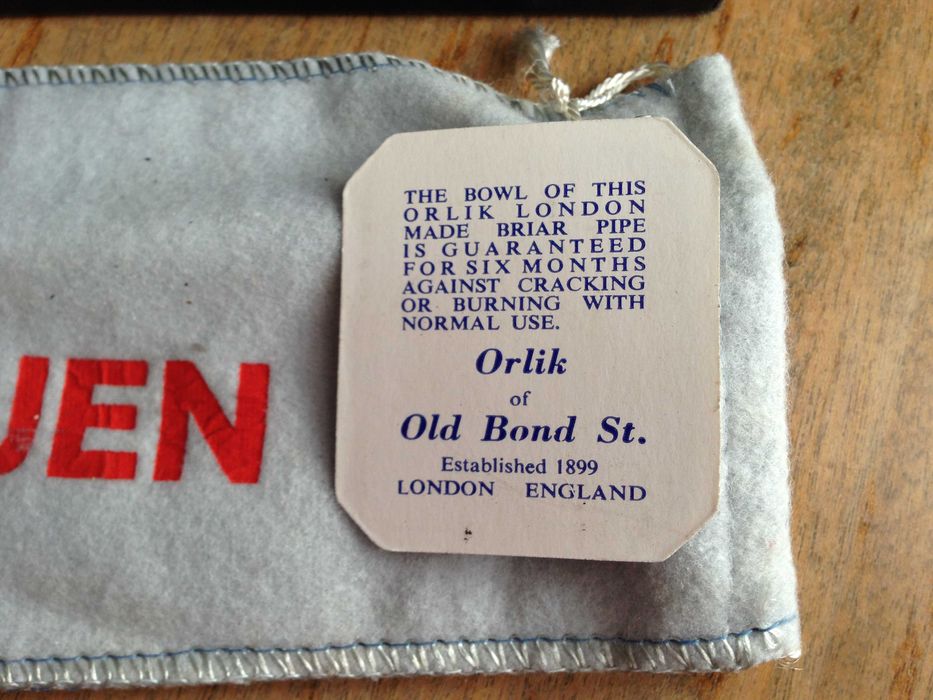 THE BOWL OF THIS
ORLIK LONDON
MADE BRIAR PIPE
IS GUARANTEED
FOR SIX MONTHS
AGAINST CRACKING
OR BURNING WITH
NORMAL USE.
Orlik
of
Old Bond St.
Established 1899
LONDON ENGLAND